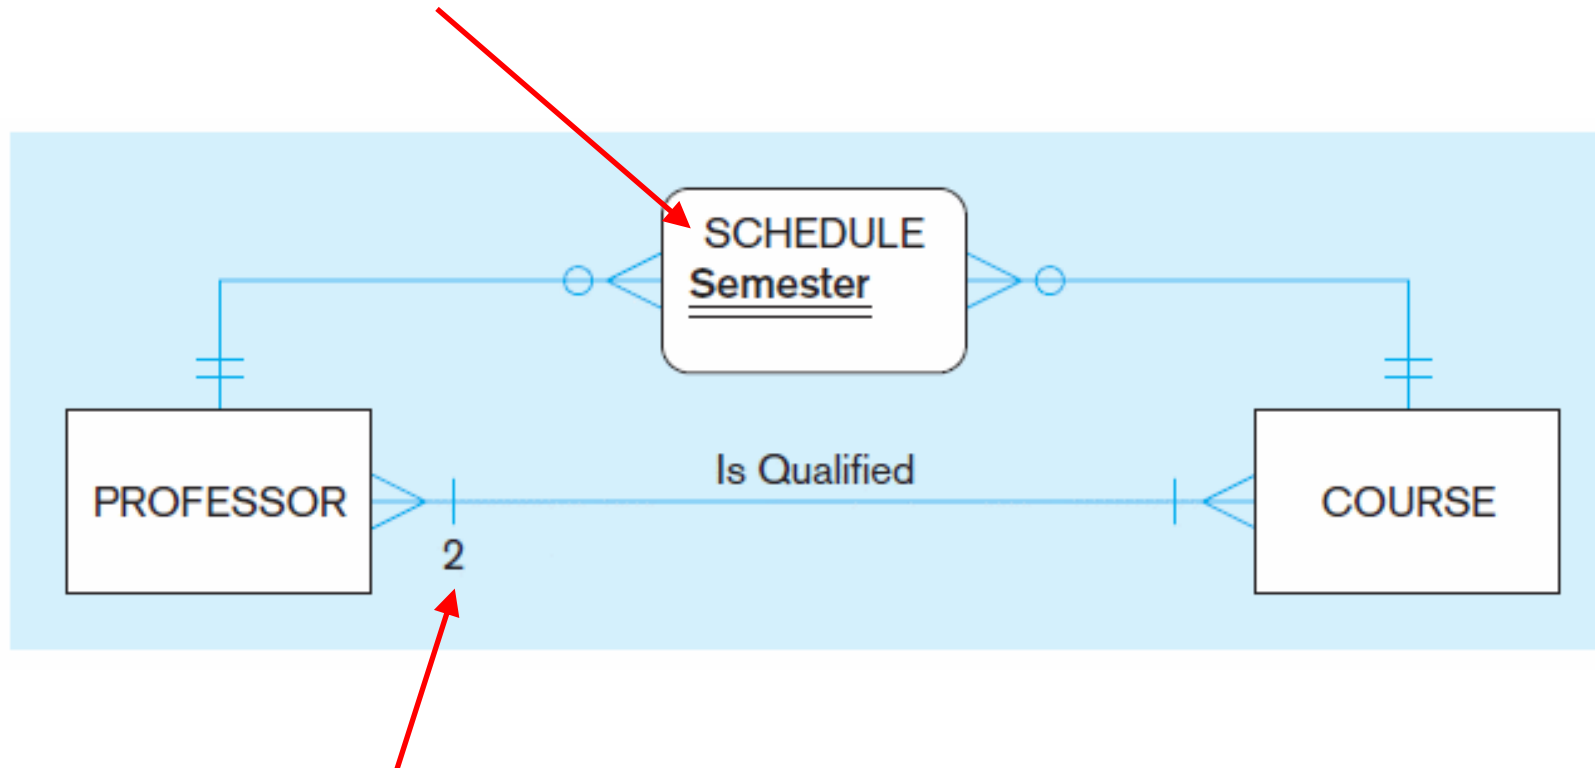 SCHEDULE
Semester
Is Qualified
PROFESSOR
COURSE
2